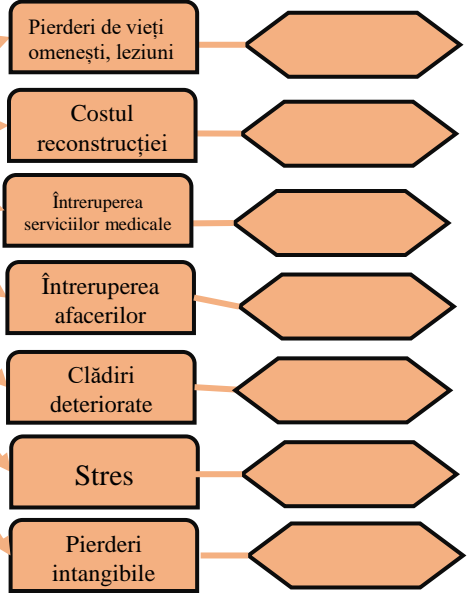 Pierderi de vieți
omenești, leziuni
Costul
reconstrucției
Întreruperea
serviciilor medicale
Întreruperea
afacerilor
Clădiri
deteriorate
Stres
Pierderi
intangibile